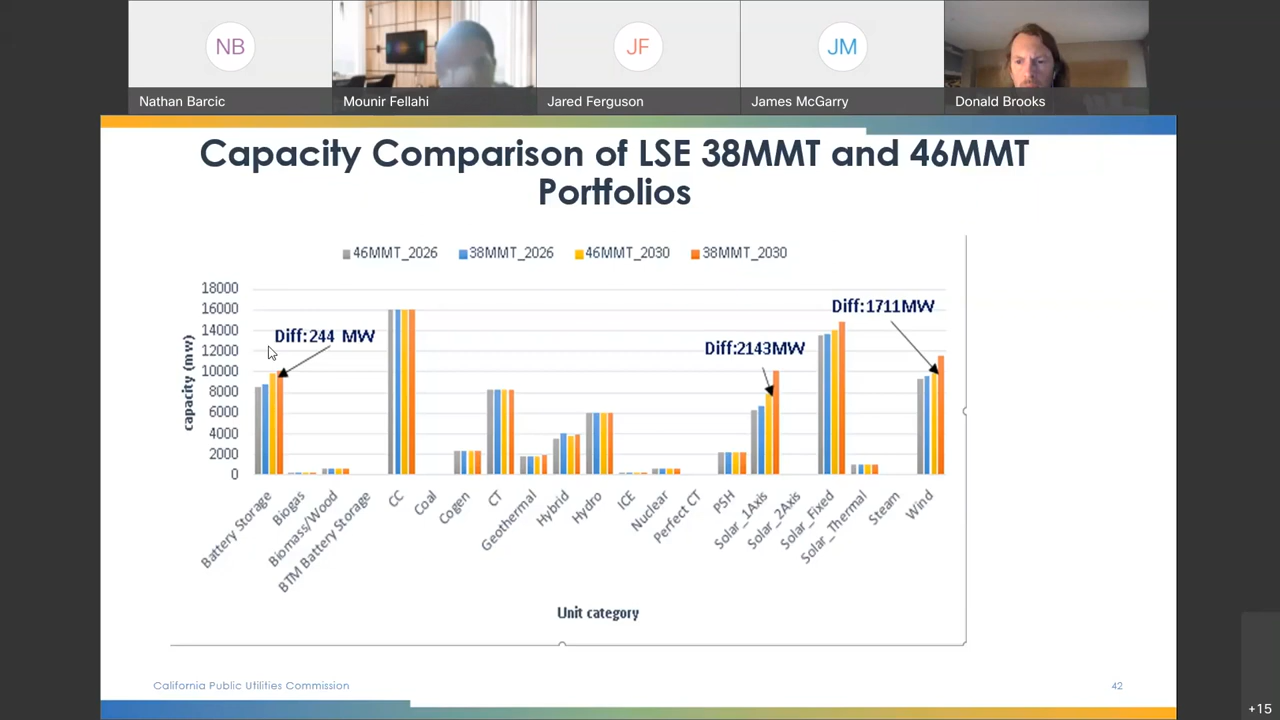 NB
JF
JM
Nathan Barcic
Mounir Fellahi
Jared Ferguson
James McGarry
Donald Brooks
Capacity Comparison of LSE 38MMT and 46MMT
Portfolios
46MMT_2026
38MMT_2026
46MMT_2030
38MMT_2030
capacity (mw)
18000
16000
14000
12000
10000
8000
6000
4000
2000
0
Diff:244 MW
Diff:2143MW
Diff:1711MW
Battery Storage
Biogas
Biomass/Wood
BTM Battery Storage
CC
Coal
Cogen
CT
Geothermal
Hybrid
Hydro
ICE
Nuclear
Perfect CT
PSH
Solar_1Axis
Solar_2Axis
Solar_Fixed
Solar_Thermal
Steam
Wind
Unit category
California Public Utilities Commission
42
+15